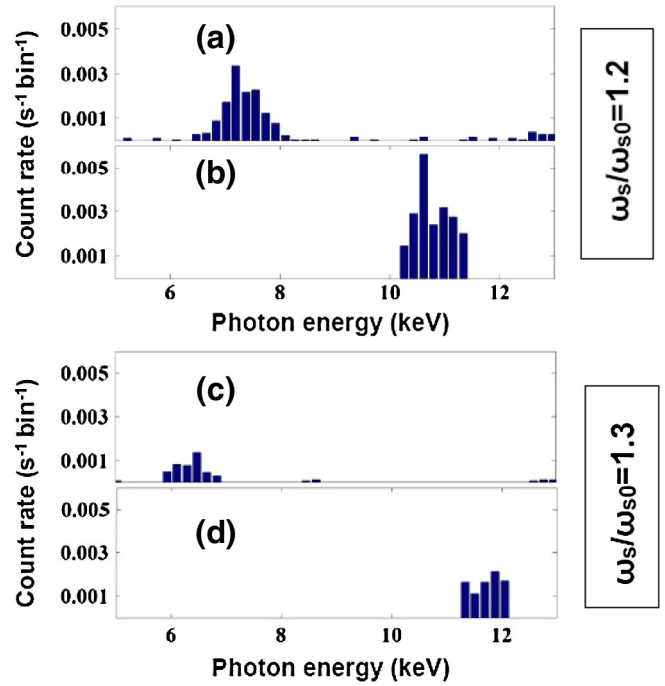 (a)
0.005
0.003
0.001
(b)
0.005
0.003
0.001
Count rate (s⁻¹ bin⁻¹)
6 8 10 12
Photon energy (keV)
ωs/ωs0=1.2
(c)
0.005
0.003
0.001
(d)
0.005
0.003
0.001
Count rate (s⁻¹ bin⁻¹)
6 8 10 12
Photon energy (keV)
ωs/ωs0=1.3